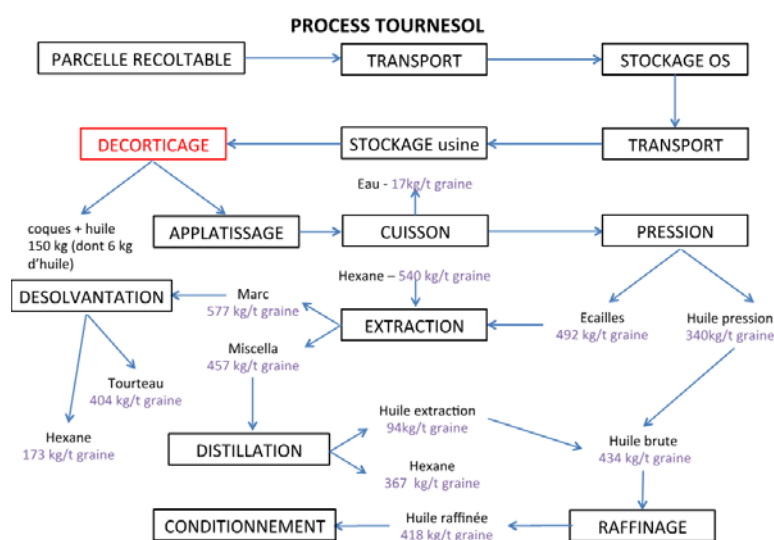 PROCESS TOURNESOL
PARCELLE RECOLTABLE
TRANSPORT
STOCKAGE OS
DECORTICAGE
STOCKAGE usine
TRANSPORT
Eau - 17kg/t graine
coques + huile
150 kg (dont 6 kg
d'huile)
APPLATISSAGE
CUISSON
PRESSION
Hexane – 540 kg/t graine
DESOLVANTATION
Marc
577 kg/t graine
EXTRACTION
Ecailles
492 kg/t graine
Huile pression
340kg/t graine
Miscella
457 kg/t graine
Tourteau
404 kg/t graine
Hexane
173 kg/t graine
DISTILLATION
Huile extraction
94kg/t graine
Hexane
367 kg/t graine
Huile brute
434 kg/t graine
CONDITIONNEMENT
Huile raffinée
418 kg/t graine
RAFFINAGE